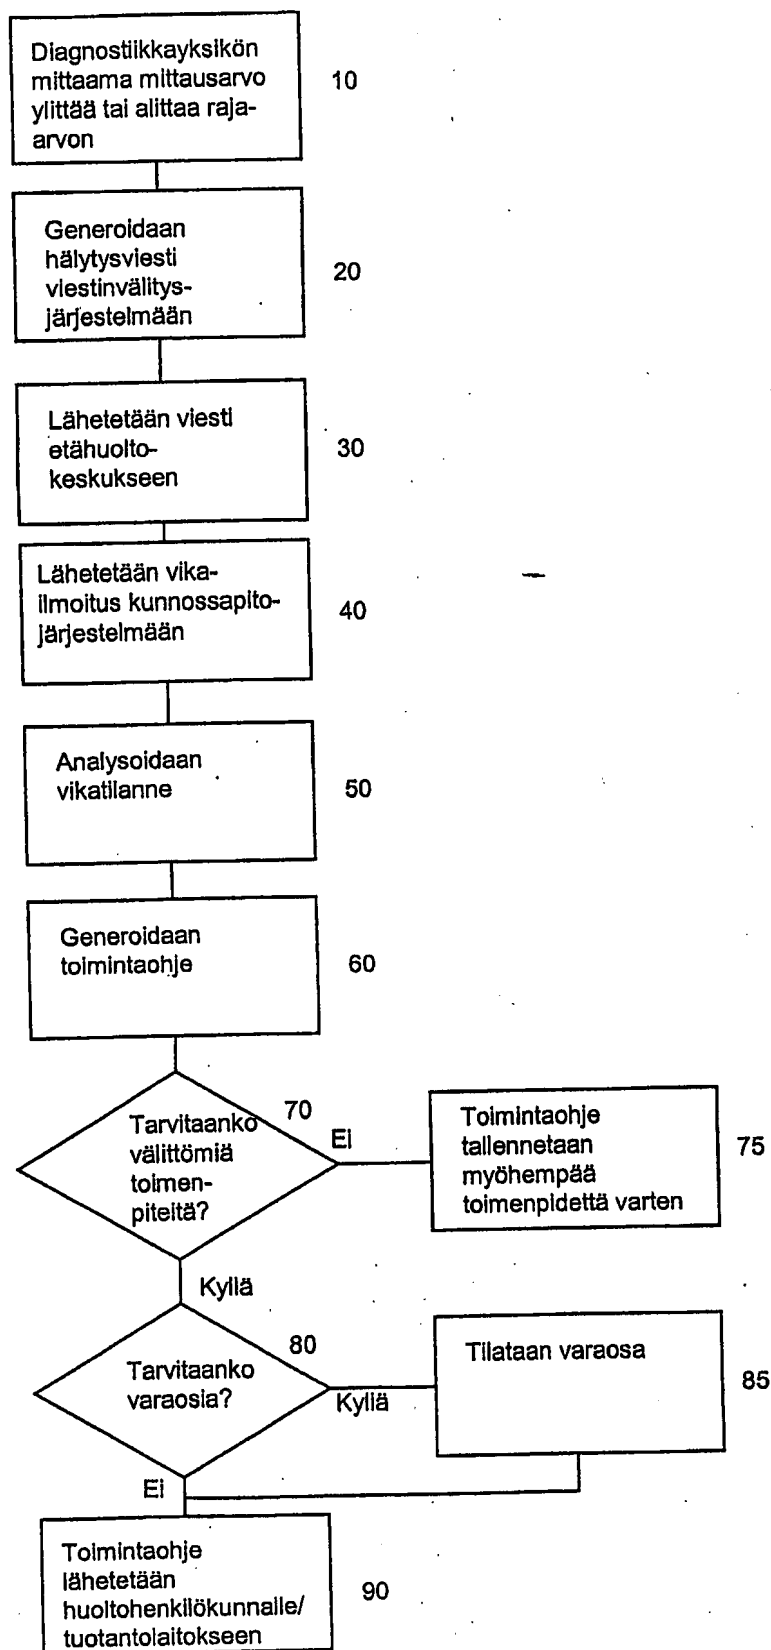 Diagnostiikkayksikön
mittaama mittausarvo
ylittää tai alittaa raja-
arvon
10
Generoidaan
hälytysviesti
viestinvälitys-
järjestelmään
20
Lähetetään viesti
etähuolto-
keskukseen
30
Lähetetään vika-
ilmoitus kunnossapito-
järjestelmään
40
Analysoidaan
vikatilanne
50
Generoidaan
toimintaohje
60
Tarvitaanko
välittömiä
toimen-
piteitä?
70
Ei
Toimintaohje
tallennetaan
myöhempää
toimenpidettä varten
75
Kyllä
Tarvitaanko
varaosia?
80
Kyllä
Tilataan varaosa
85
Ei
Toimintaohje
lähetetään
huoltohenkilökunnalle/
tuotantolaitokseen
90